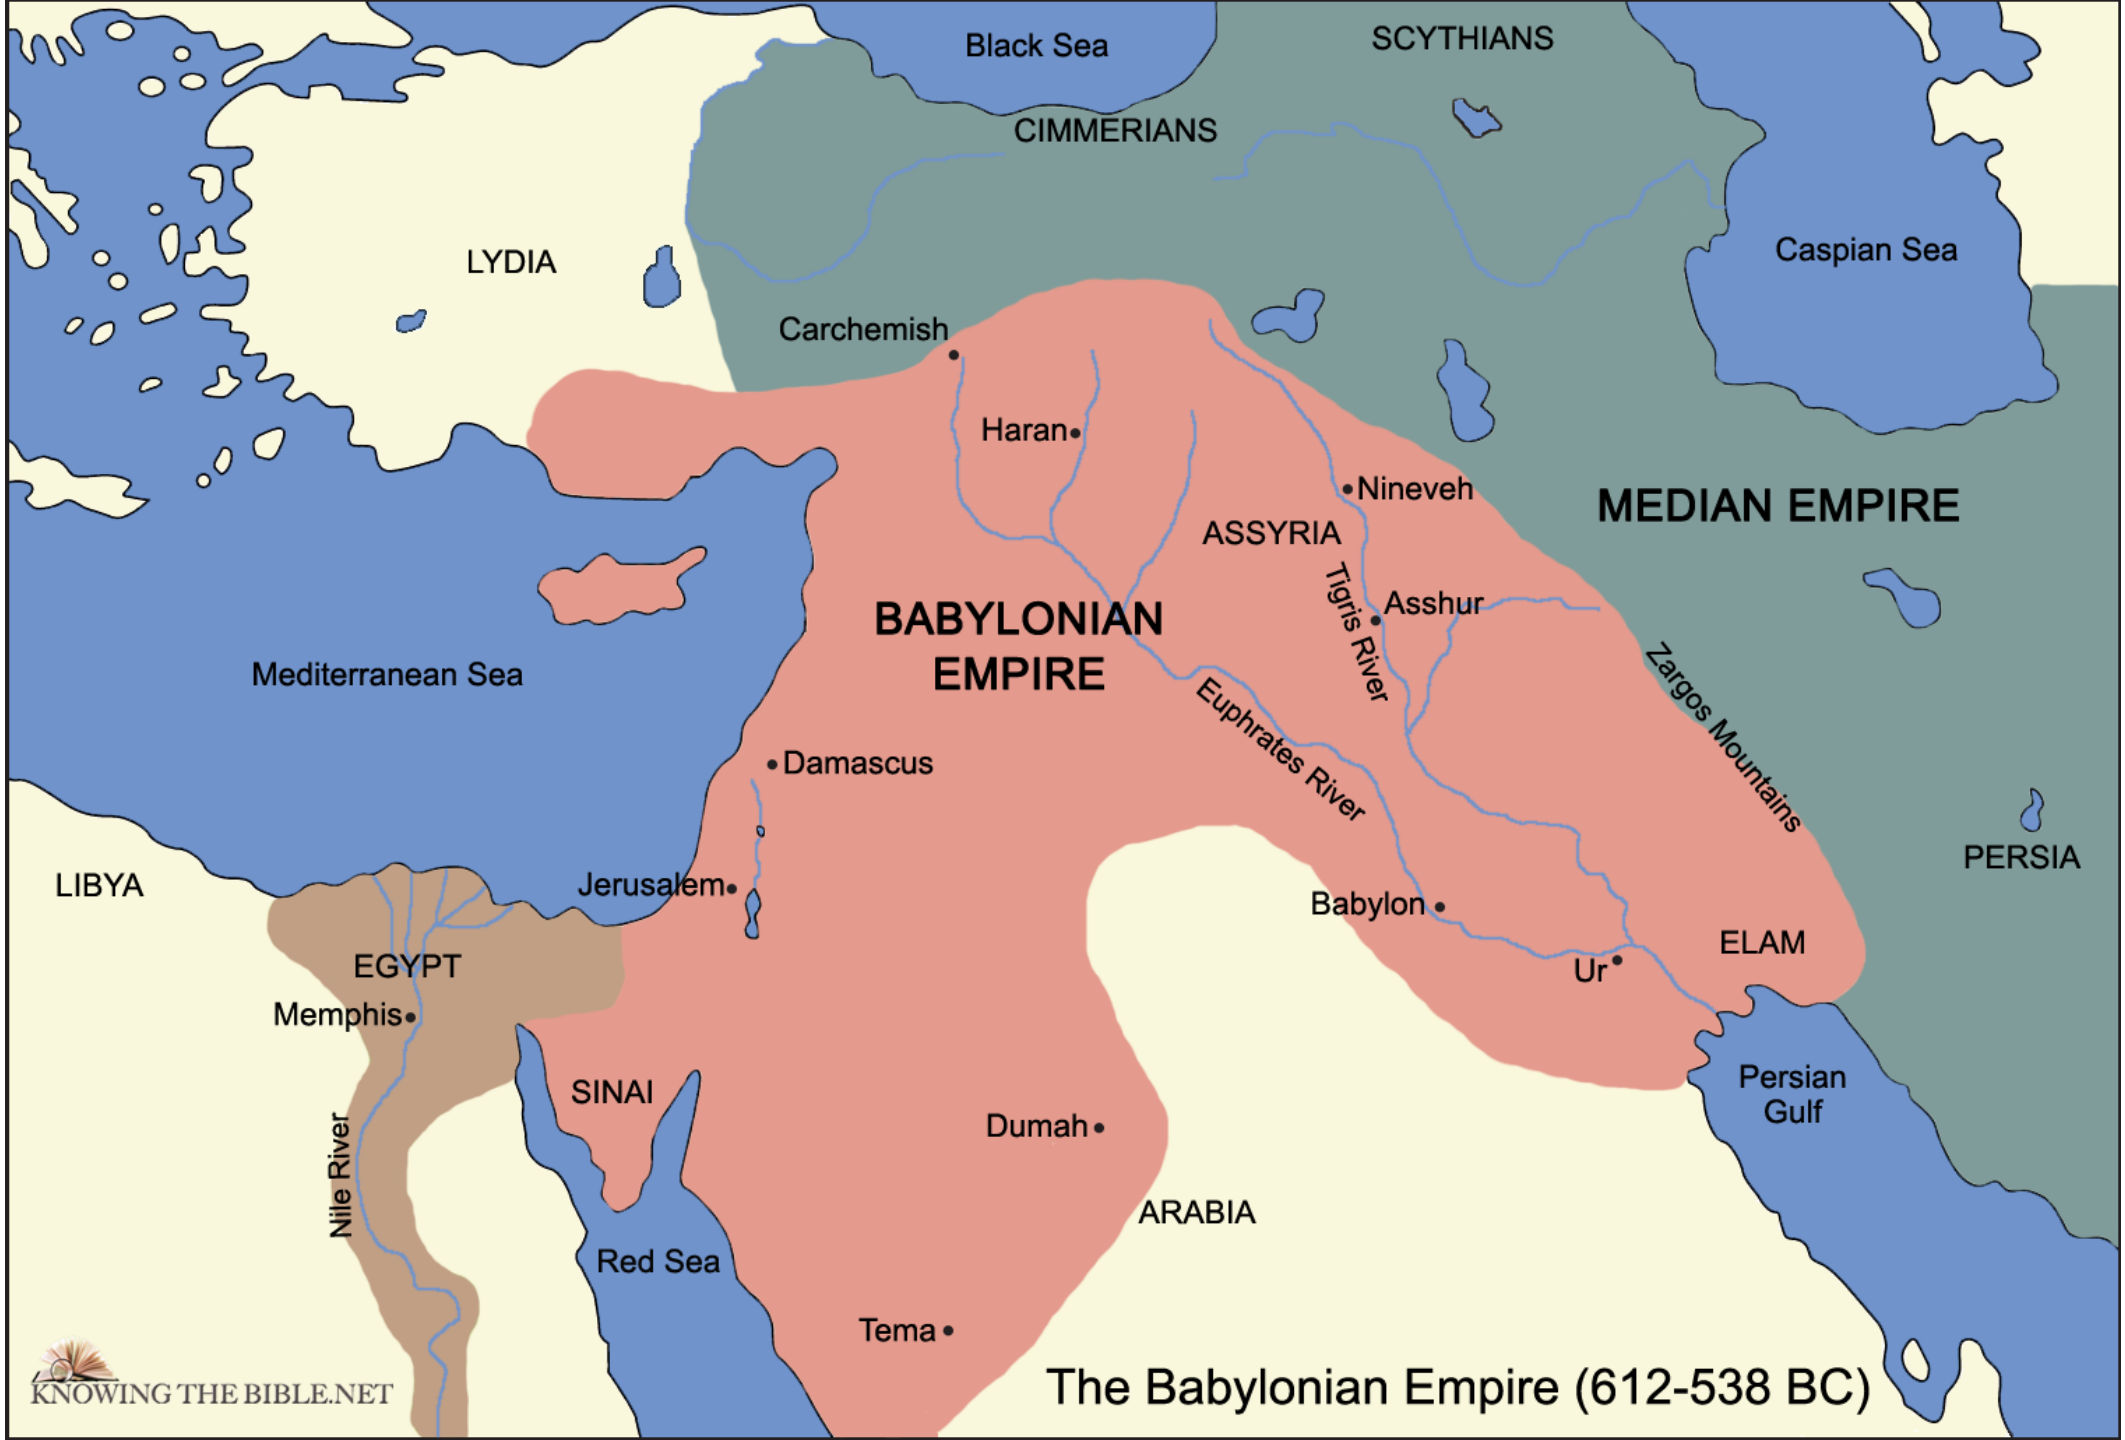 Black Sea
SCYTHIANS
CIMMERIANS
LYDIA
Caspian Sea
Carchemish
Haran
Nineveh
MEDIAN EMPIRE
ASSYRIA
Tigris River
Asshur
BABYLONIAN
EMPIRE
Mediterranean Sea
Euphrates River
Zargos Mountains
Damascus
LIBYA
Jerusalem
PERSIA
Babylon
ELAM
Ur
EGYPT
Memphis
SINAI
Persian
Gulf
Dumah
Nile River
ARABIA
Red Sea
Tema
The Babylonian Empire (612-538 BC)
KNOWING THE BIBLE.NET